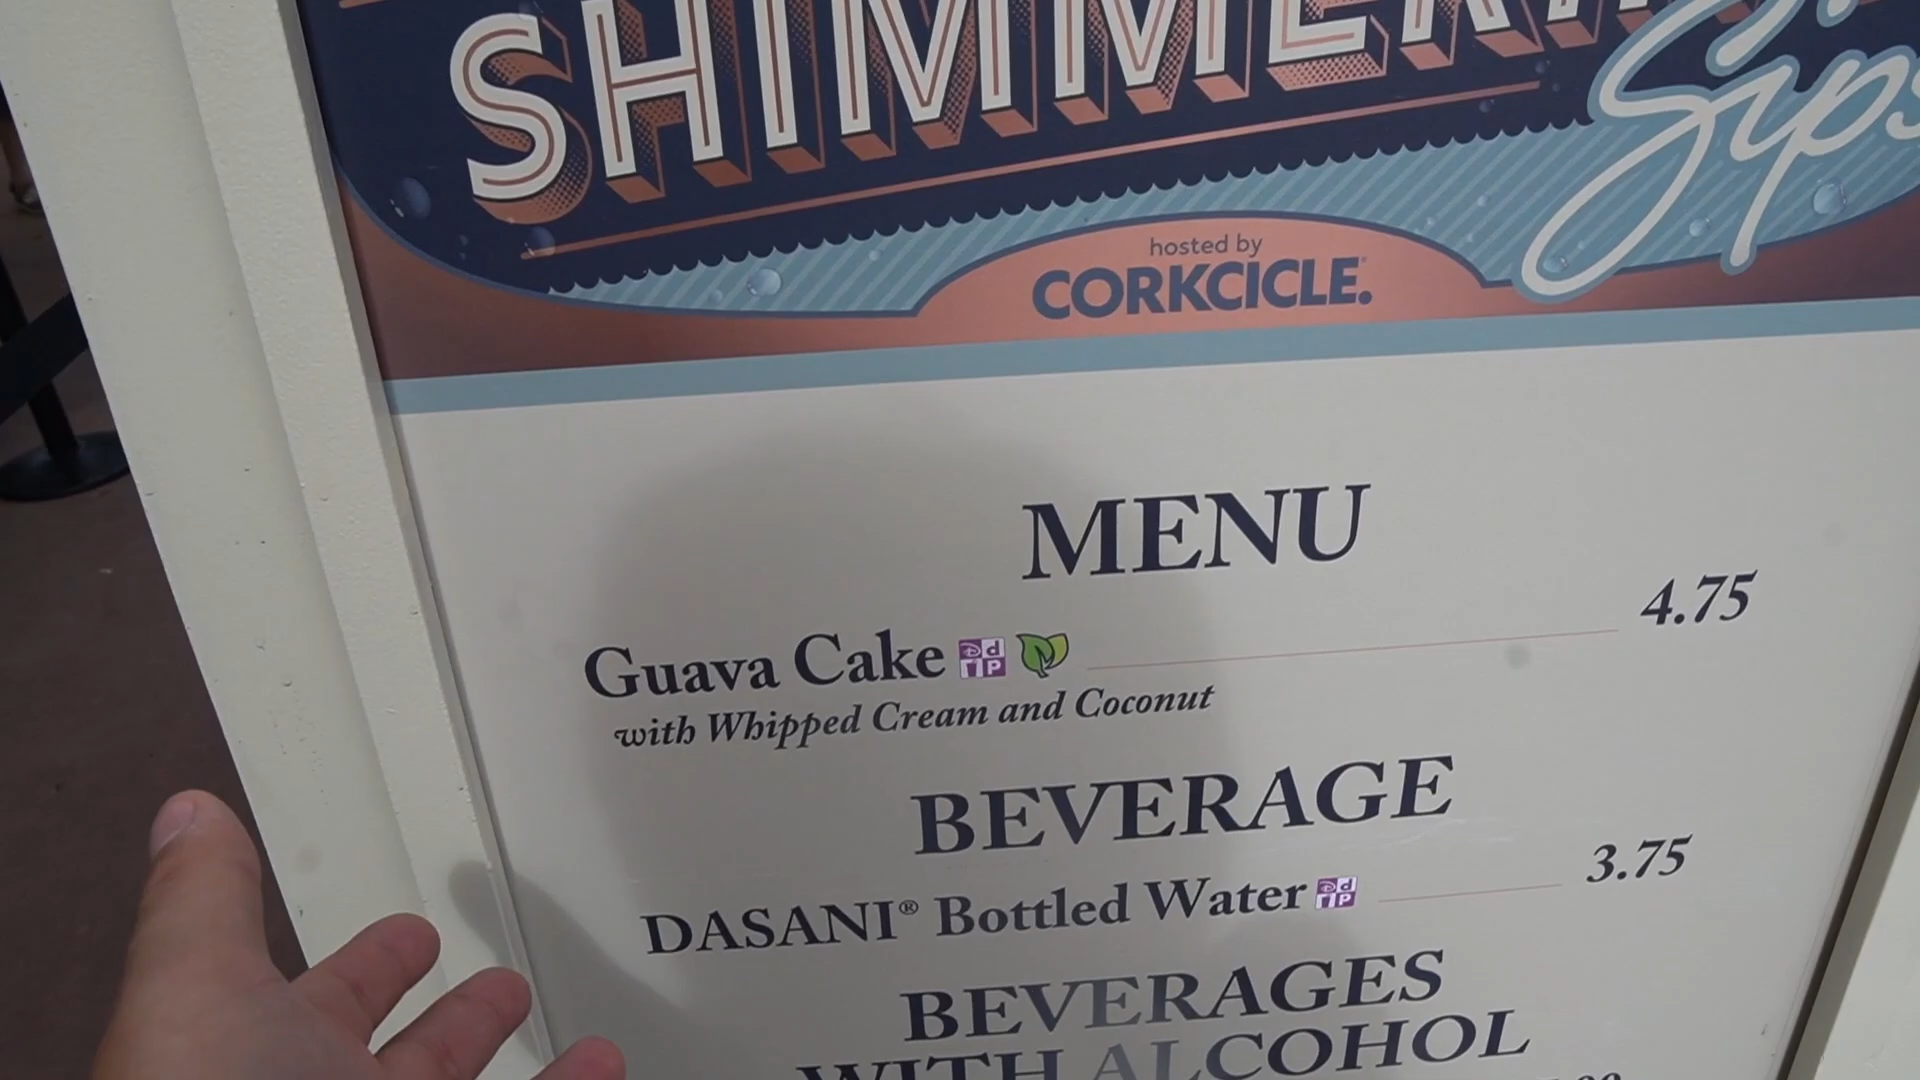 SHIMMERING
Sips
hosted by
CORKCICLE.
MENU
Guava Cake 4.75
with Whipped Cream and Coconut
BEVERAGE
DASANI® Bottled Water 3.75
BEVERAGES
WITH ALCOHOL